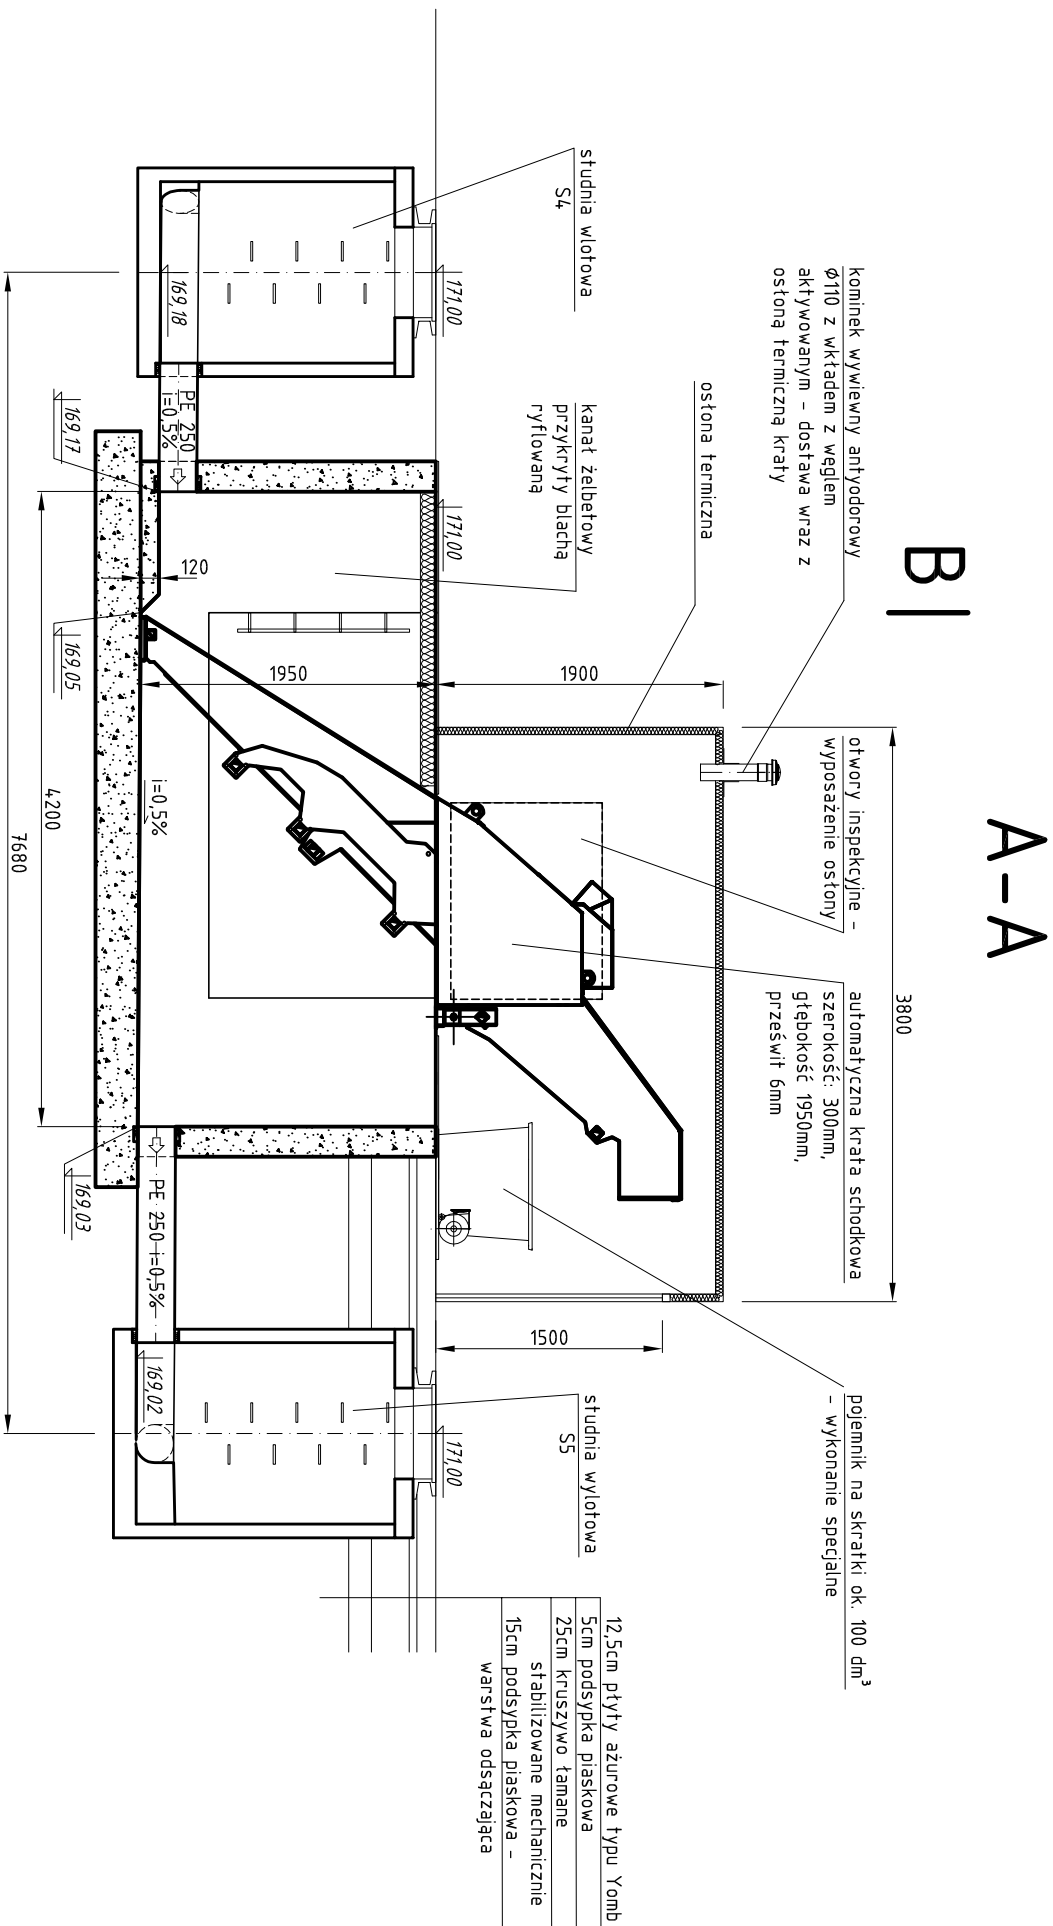 A-A
B
kominek wywiewny antyodorowy
ϕ110 z wkładem z węglem
aktywowanym - dostawa wraz z
osłoną termiczną kraty
otwory inspekcyjne -
wyposażenie osłony
automatyczna krata schodkowa
szerokość: 300mm,
głębokość 1950mm,
prześwit 6mm
pojemnik na skratki ok. 100 dm³
- wykonanie specjalne
osłona termiczna
studnia wlotowa
S4
kanał żelbetowy
przykryty blachą
ryflowaną
studnia wylotowa
S5
12,5cm płyty ażurowe typu Yomb
5cm podsypka piaskowa
25cm kruszywo łamane
stabilizowane mechanicznie
15cm podsypka piaskowa -
warstwa odsączająca
3800
1900
1500
171,00
171,00
171,00
1950
120
169,18
PE 250
i=0,5%
169,17
169,05
i=0,5%
PE 250 i=0,5%
169,03
169,02
4200
7680